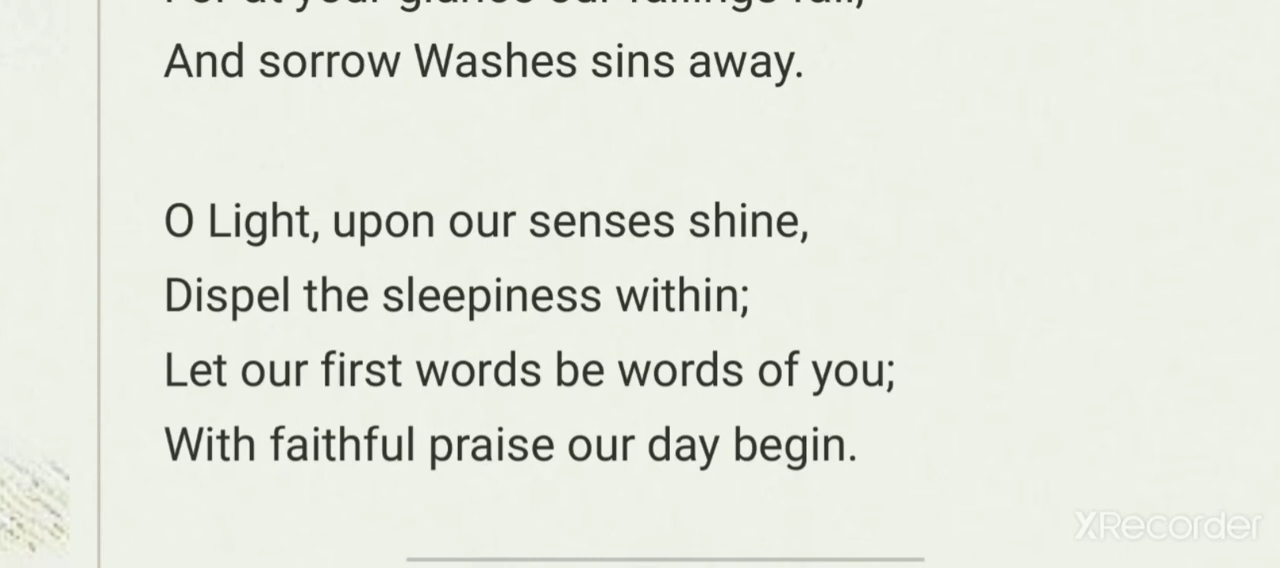 And sorrow Washes sins away.
O Light, upon our senses shine,
Dispel the sleepiness within;
Let our first words be words of you;
With faithful praise our day begin.
XRecorder